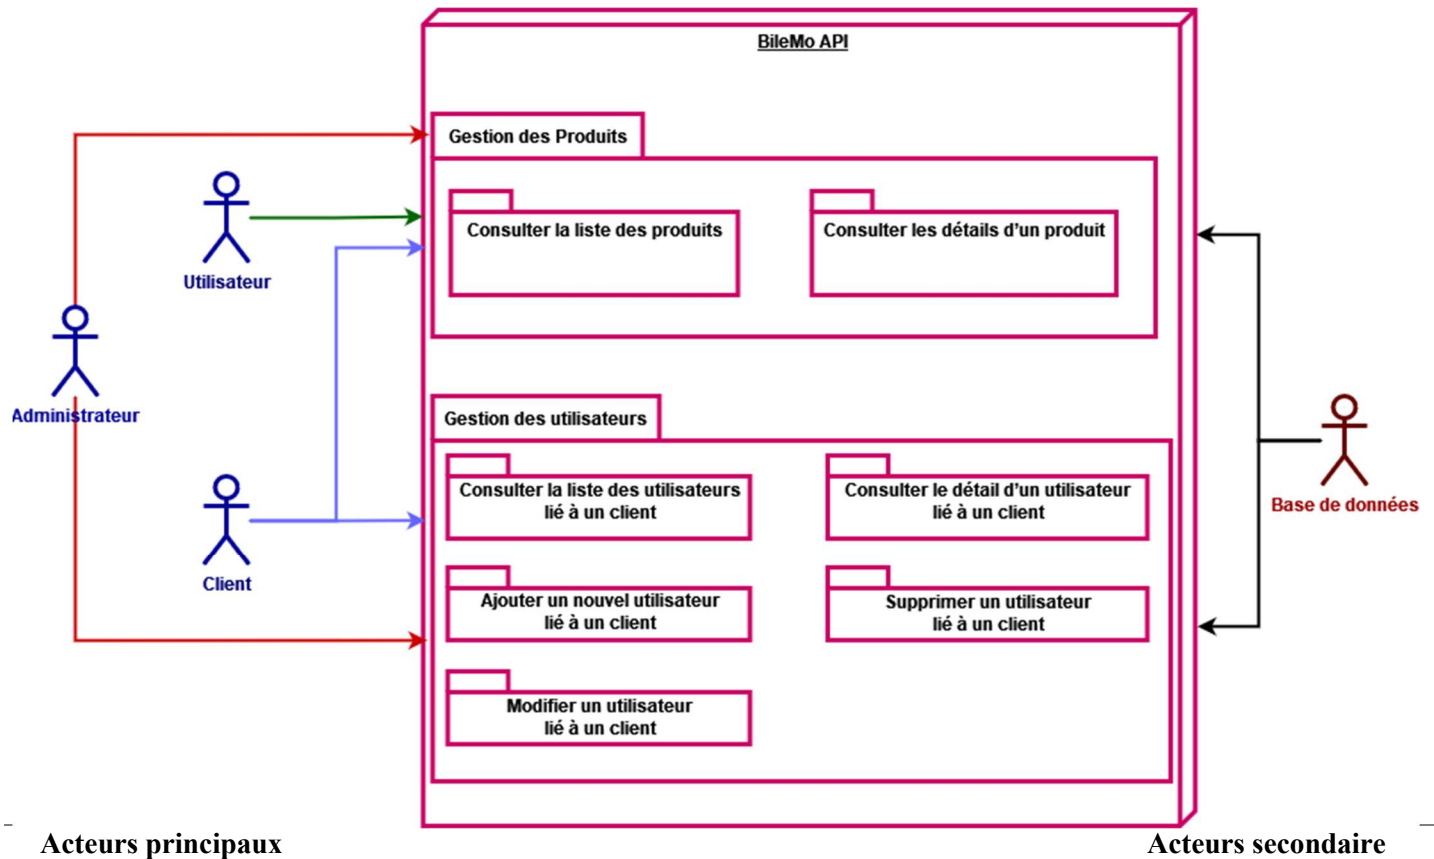 BileMo API
Gestion des Produits
Consulter la liste des produits
Consulter les détails d'un produit
Utilisateur
Administrateur
Gestion des utilisateurs
Consulter la liste des utilisateurs
lié à un client
Consulter le détail d'un utilisateur
lié à un client
Base de données
Client
Ajouter un nouvel utilisateur
lié à un client
Supprimer un utilisateur
lié à un client
Modifier un utilisateur
lié à un client
Acteurs principaux
Acteurs secondaire